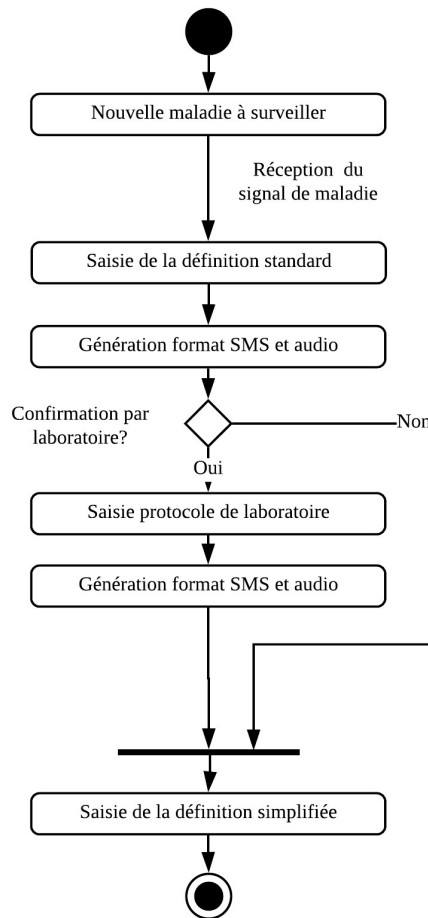 Nouvelle maladie à surveiller
Réception du
signal de maladie
Saisie de la définition standard
Génération format SMS et audio
Confirmation par
laboratoire?
Non
Oui
Saisie protocole de laboratoire
Génération format SMS et audio
Saisie de la définition simplifiée